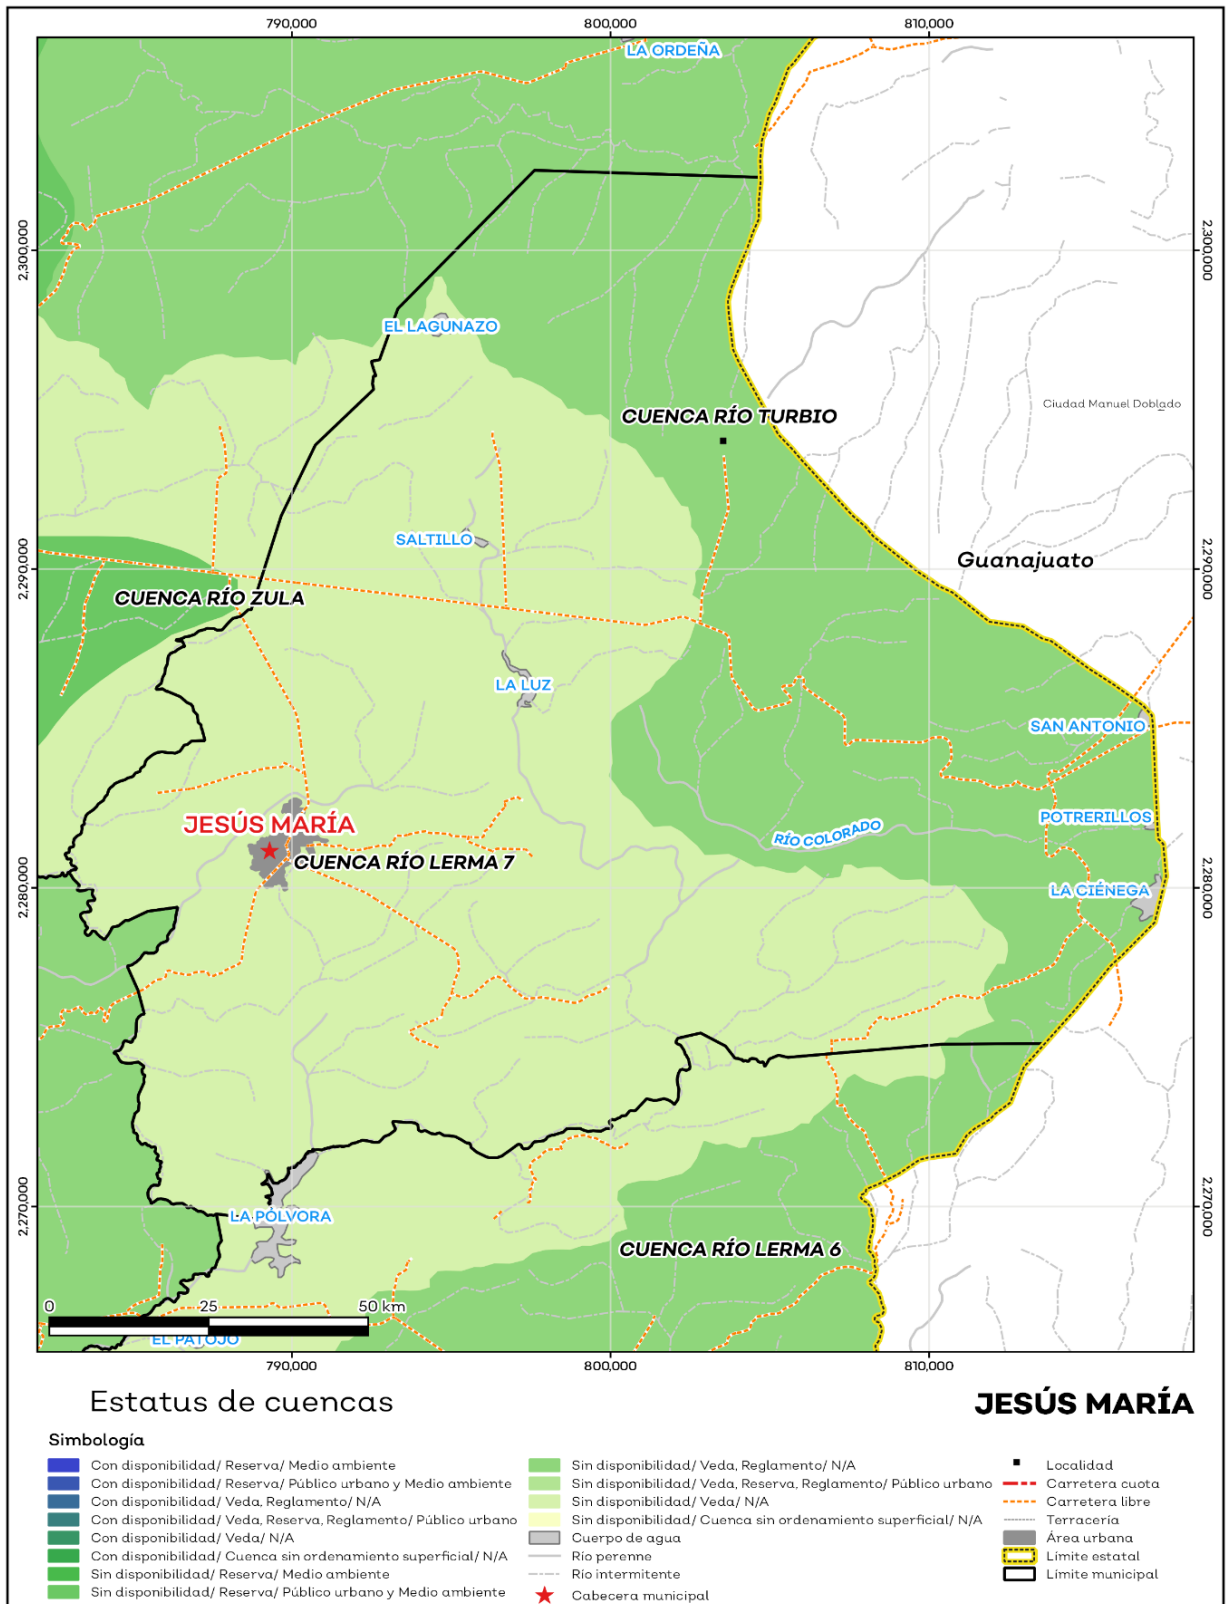 790,000 800,000 810,000
LA ORDEÑA
2,300,000 2,300,000
EL LAGUNAZO
Ciudad Manuel Doblado
CUENCA RÍO TURBIO
SALTILLO
Guanajuato
2,290,000 2,290,000
CUENCA RÍO ZULA
LA LUZ
SAN ANTONIO
POTRERILLOS
JESÚS MARÍA
RÍO COLORADO
CUENCA RÍO LERMA 7
2,280,000 2,280,000
LA CIÉNEGA
2,270,000 2,270,000
LA PÓLVORA
CUENCA RÍO LERMA 6
0 25 50 km
EL PATOJO
790,000 800,000 810,000
Estatus de cuencas
JESÚS MARÍA
Simbología
Con disponibilidad/ Reserva/ Medio ambiente
Con disponibilidad/ Reserva/ Público urbano y Medio ambiente
Con disponibilidad/ Veda, Reglamento/ N/A
Con disponibilidad/ Veda, Reserva, Reglamento/ Público urbano
Con disponibilidad/ Veda/ N/A
Con disponibilidad/ Cuenca sin ordenamiento superficial/ N/A
Sin disponibilidad/ Reserva/ Medio ambiente
Sin disponibilidad/ Reserva/ Público urbano y Medio ambiente
Sin disponibilidad/ Veda, Reglamento/ N/A
Sin disponibilidad/ Veda, Reserva, Reglamento/ Público urbano
Sin disponibilidad/ Veda/ N/A
Sin disponibilidad/ Cuenca sin ordenamiento superficial/ N/A
Cuerpo de agua
Río perenne
Río intermitente
Cabecera municipal
Localidad
Carretera cuota
Carretera libre
Terracería
Área urbana
Límite estatal
Límite municipal